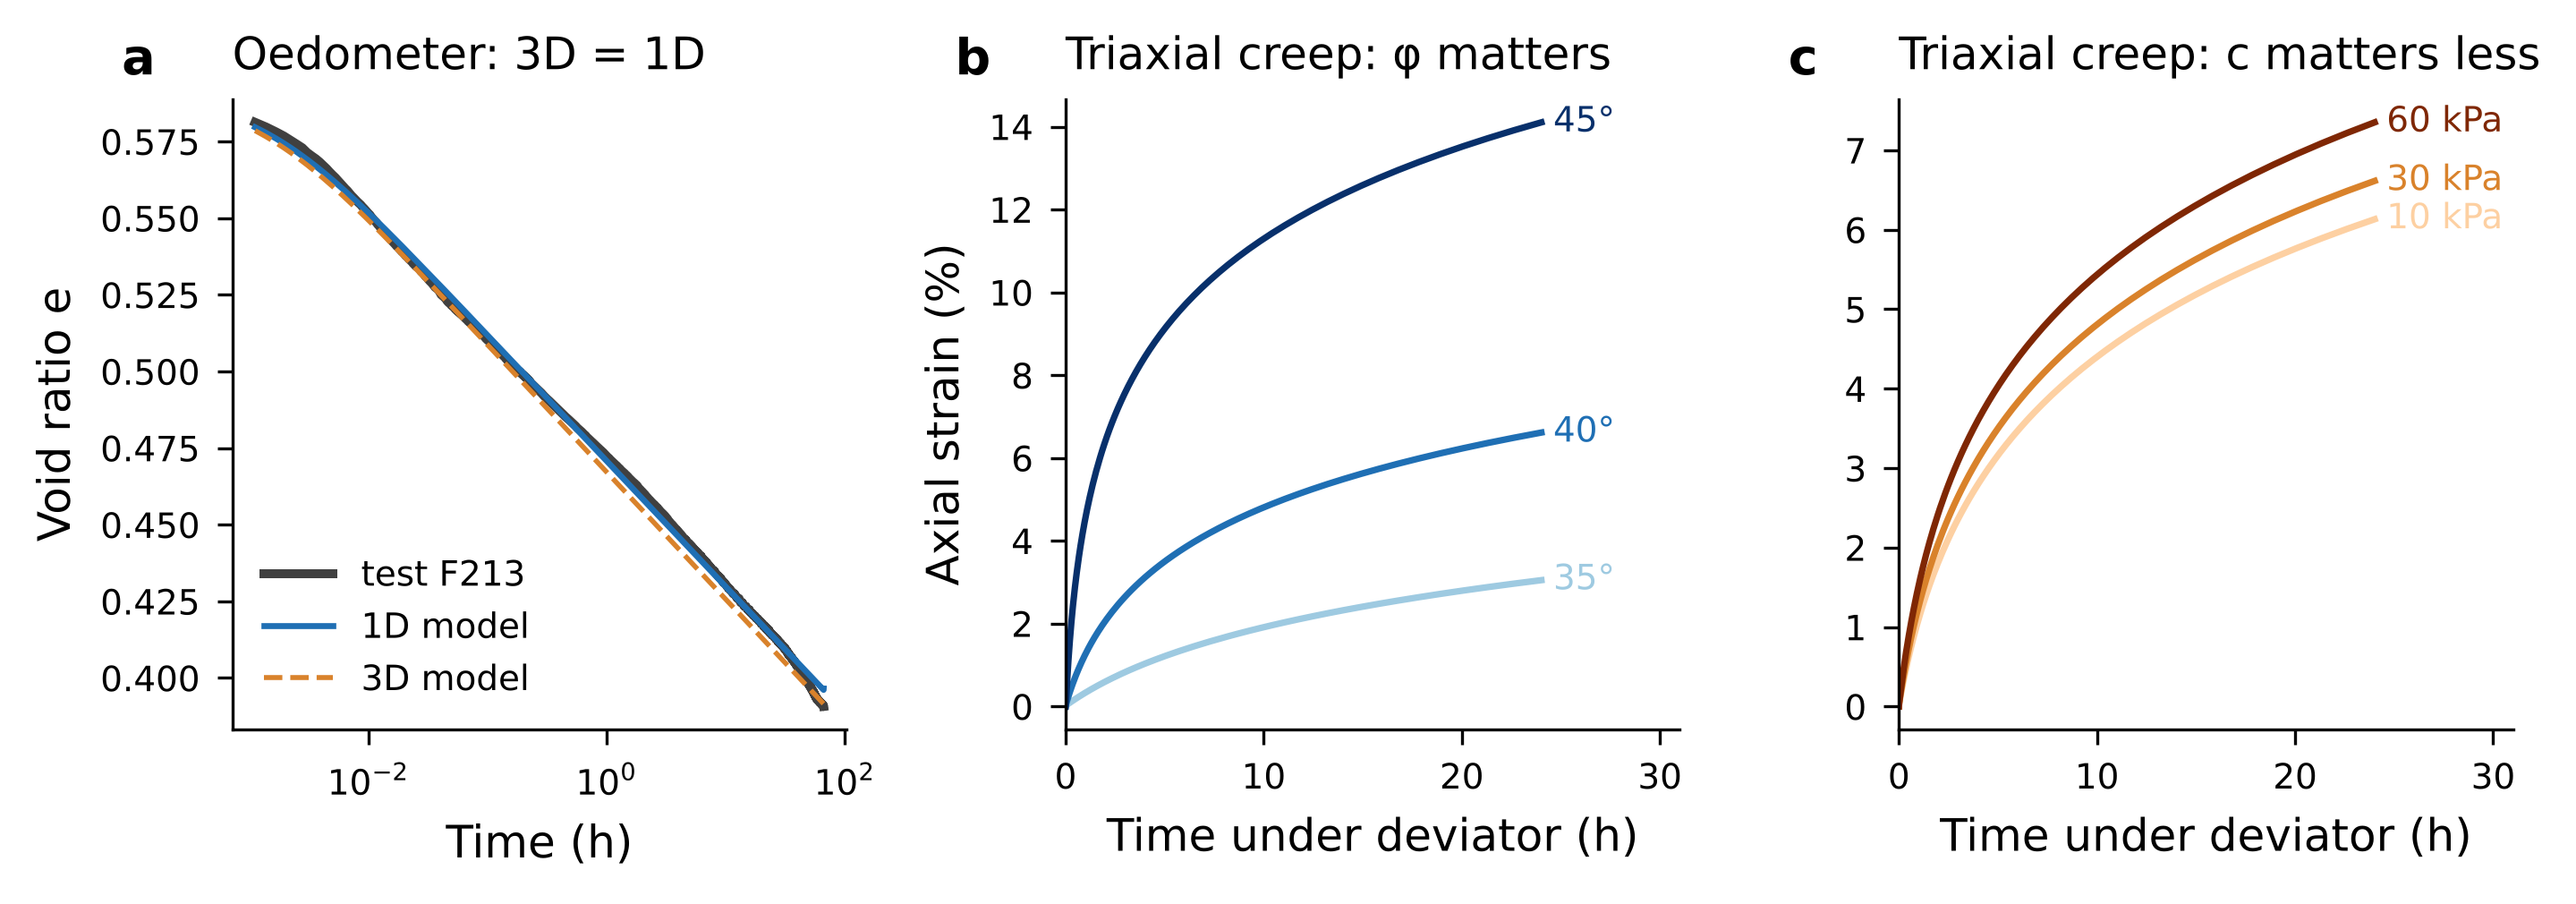 a Oedometer: 3D = 1D
Void ratio e
0.575
0.550
0.525
0.500
0.475
0.450
0.425
0.400
test F213
1D model
3D model
10⁻²
10⁰
10²
Time (h)
b Triaxial creep: φ matters
Axial strain (%)
14
12
10
8
6
4
2
0
45°
40°
35°
0
10
20
30
Time under deviator (h)
c Triaxial creep: c matters less
7
6
5
4
3
2
1
0
60 kPa
30 kPa
10 kPa
0
10
20
30
Time under deviator (h)